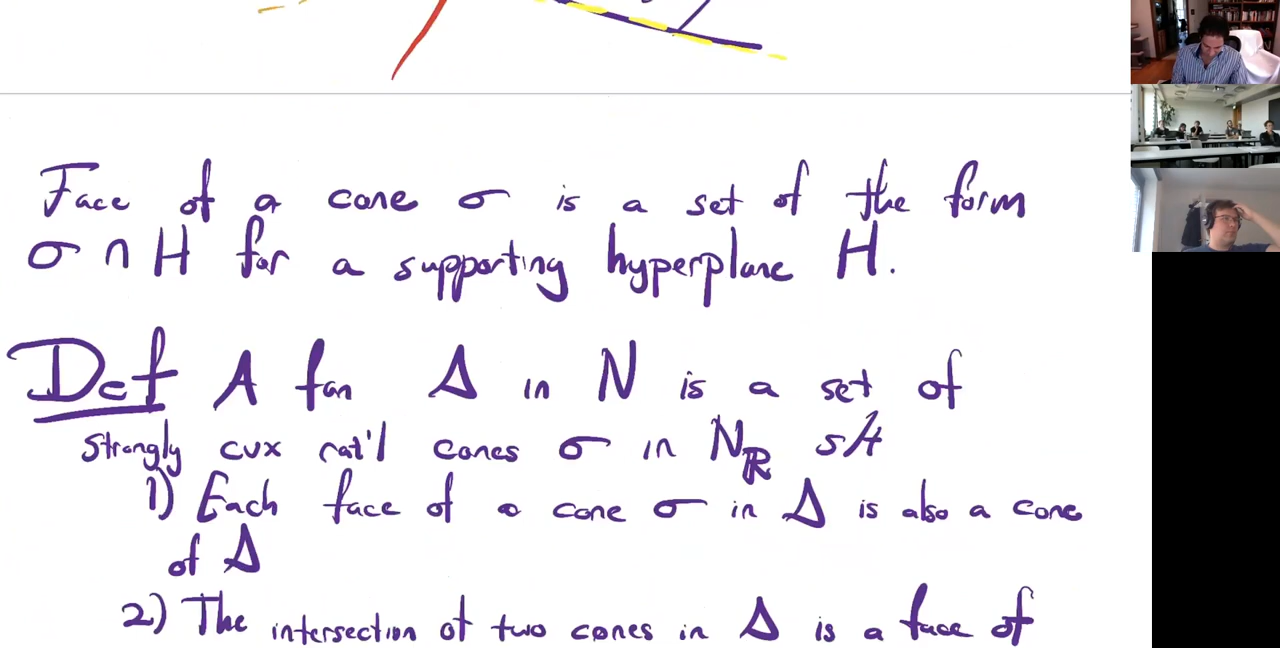 Face of a cone σ is a set of the form
σ ∩ H for a supporting hyperplane H.
Def A fan Δ in N is a set of
strongly cvx rat'l cones σ in Nℝ s.t.
1) Each face of a cone σ in Δ is also a cone
of Δ
2) The intersection of two cones in Δ is a face of